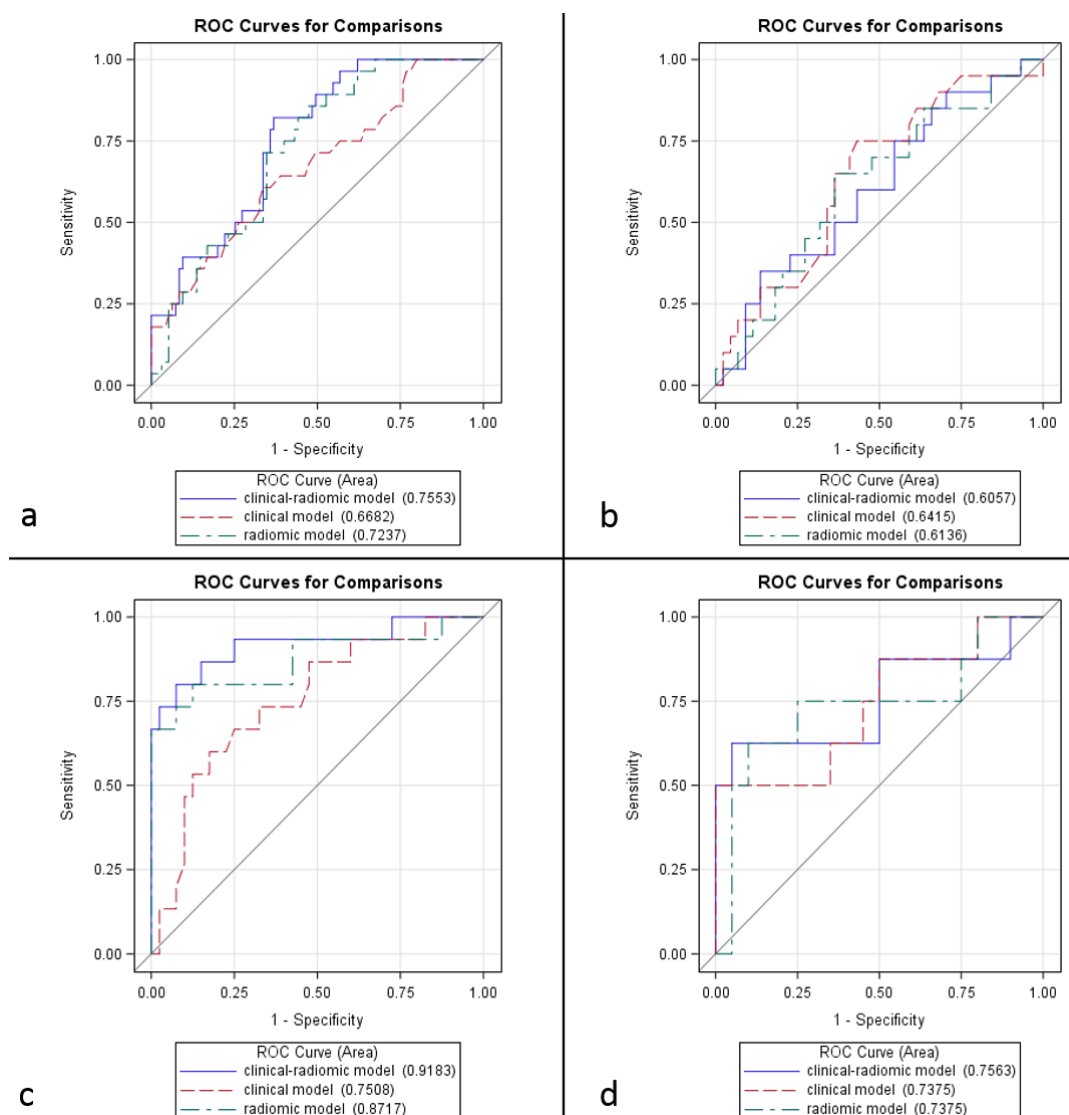 ROC Curves for Comparisons
1.00
0.75
0.50
0.25
0.00
Sensitivity
0.00 0.25 0.50 0.75 1.00
1 - Specificity
ROC Curve (Area)
clinical-radiomic model (0.7553)
clinical model (0.6682)
radiomic model (0.7237)
a
ROC Curves for Comparisons
1.00
0.75
0.50
0.25
0.00
Sensitivity
0.00 0.25 0.50 0.75 1.00
1 - Specificity
ROC Curve (Area)
clinical-radiomic model (0.6057)
clinical model (0.6415)
radiomic model (0.6136)
b
ROC Curves for Comparisons
1.00
0.75
0.50
0.25
0.00
Sensitivity
0.00 0.25 0.50 0.75 1.00
1 - Specificity
ROC Curve (Area)
clinical-radiomic model (0.9183)
clinical model (0.7508)
radiomic model (0.8717)
c
ROC Curves for Comparisons
1.00
0.75
0.50
0.25
0.00
Sensitivity
0.00 0.25 0.50 0.75 1.00
1 - Specificity
ROC Curve (Area)
clinical-radiomic model (0.7563)
clinical model (0.7375)
radiomic model (0.7375)
d